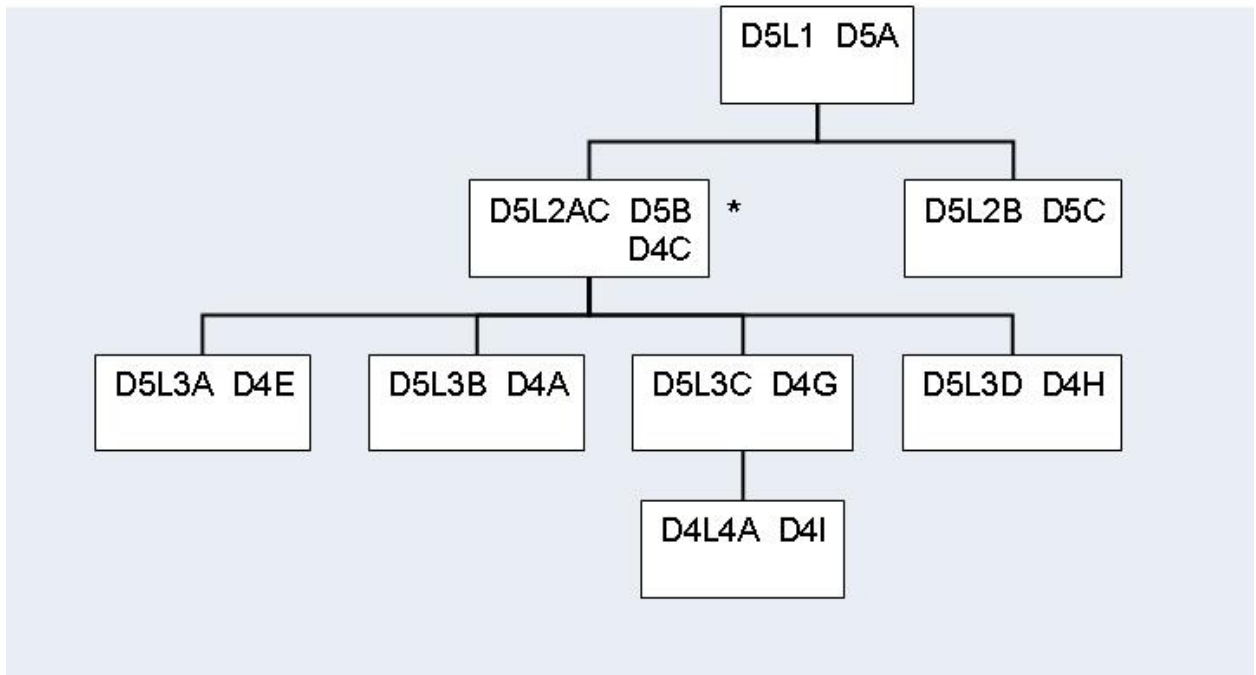 D5L1 D5A
D5L2AC D5B *
D4C
D5L2B D5C
D5L3A D4E
D5L3B D4A
D5L3C D4G
D5L3D D4H
D4L4A D4I